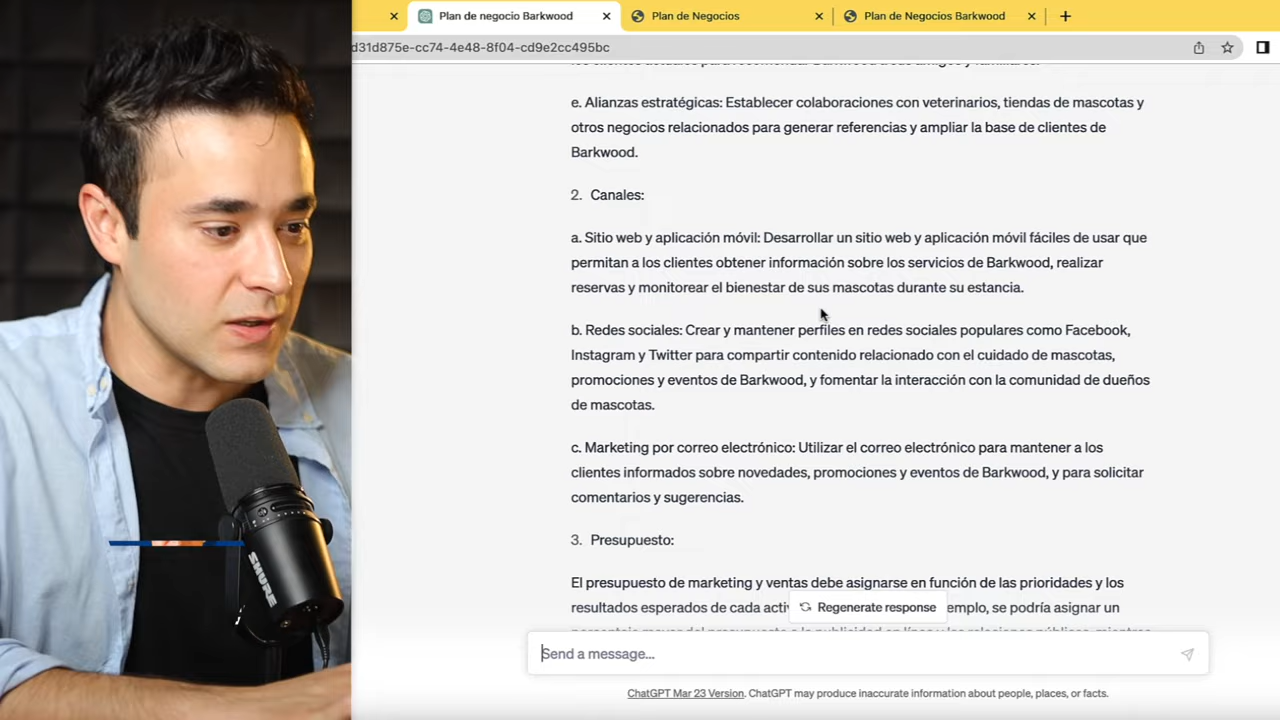 Plan de negocio Barkwood
Plan de Negocios
Plan de Negocios Barkwood
d31d875e-cc74-4e48-8f04-cd9e2cc495bc
e. Alianzas estratégicas: Establecer colaboraciones con veterinarios, tiendas de mascotas y
otros negocios relacionados para generar referencias y ampliar la base de clientes de
Barkwood.
2. Canales:
a. Sitio web y aplicación móvil: Desarrollar un sitio web y aplicación móvil fáciles de usar que
permitan a los clientes obtener información sobre los servicios de Barkwood, realizar
reservas y monitorear el bienestar de sus mascotas durante su estancia.
b. Redes sociales: Crear y mantener perfiles en redes sociales populares como Facebook,
Instagram y Twitter para compartir contenido relacionado con el cuidado de mascotas,
promociones y eventos de Barkwood, y fomentar la interacción con la comunidad de dueños
de mascotas.
c. Marketing por correo electrónico: Utilizar el correo electrónico para mantener a los
clientes informados sobre novedades, promociones y eventos de Barkwood, y para solicitar
comentarios y sugerencias.
3. Presupuesto:
El presupuesto de marketing y ventas debe asignarse en función de las prioridades y los
resultados esperados de cada se podría asignar un
Regenerate response
Send a message...
ChatGPT Mar 23 Version. ChatGPT may produce inaccurate information about people, places, or facts.
SHURE